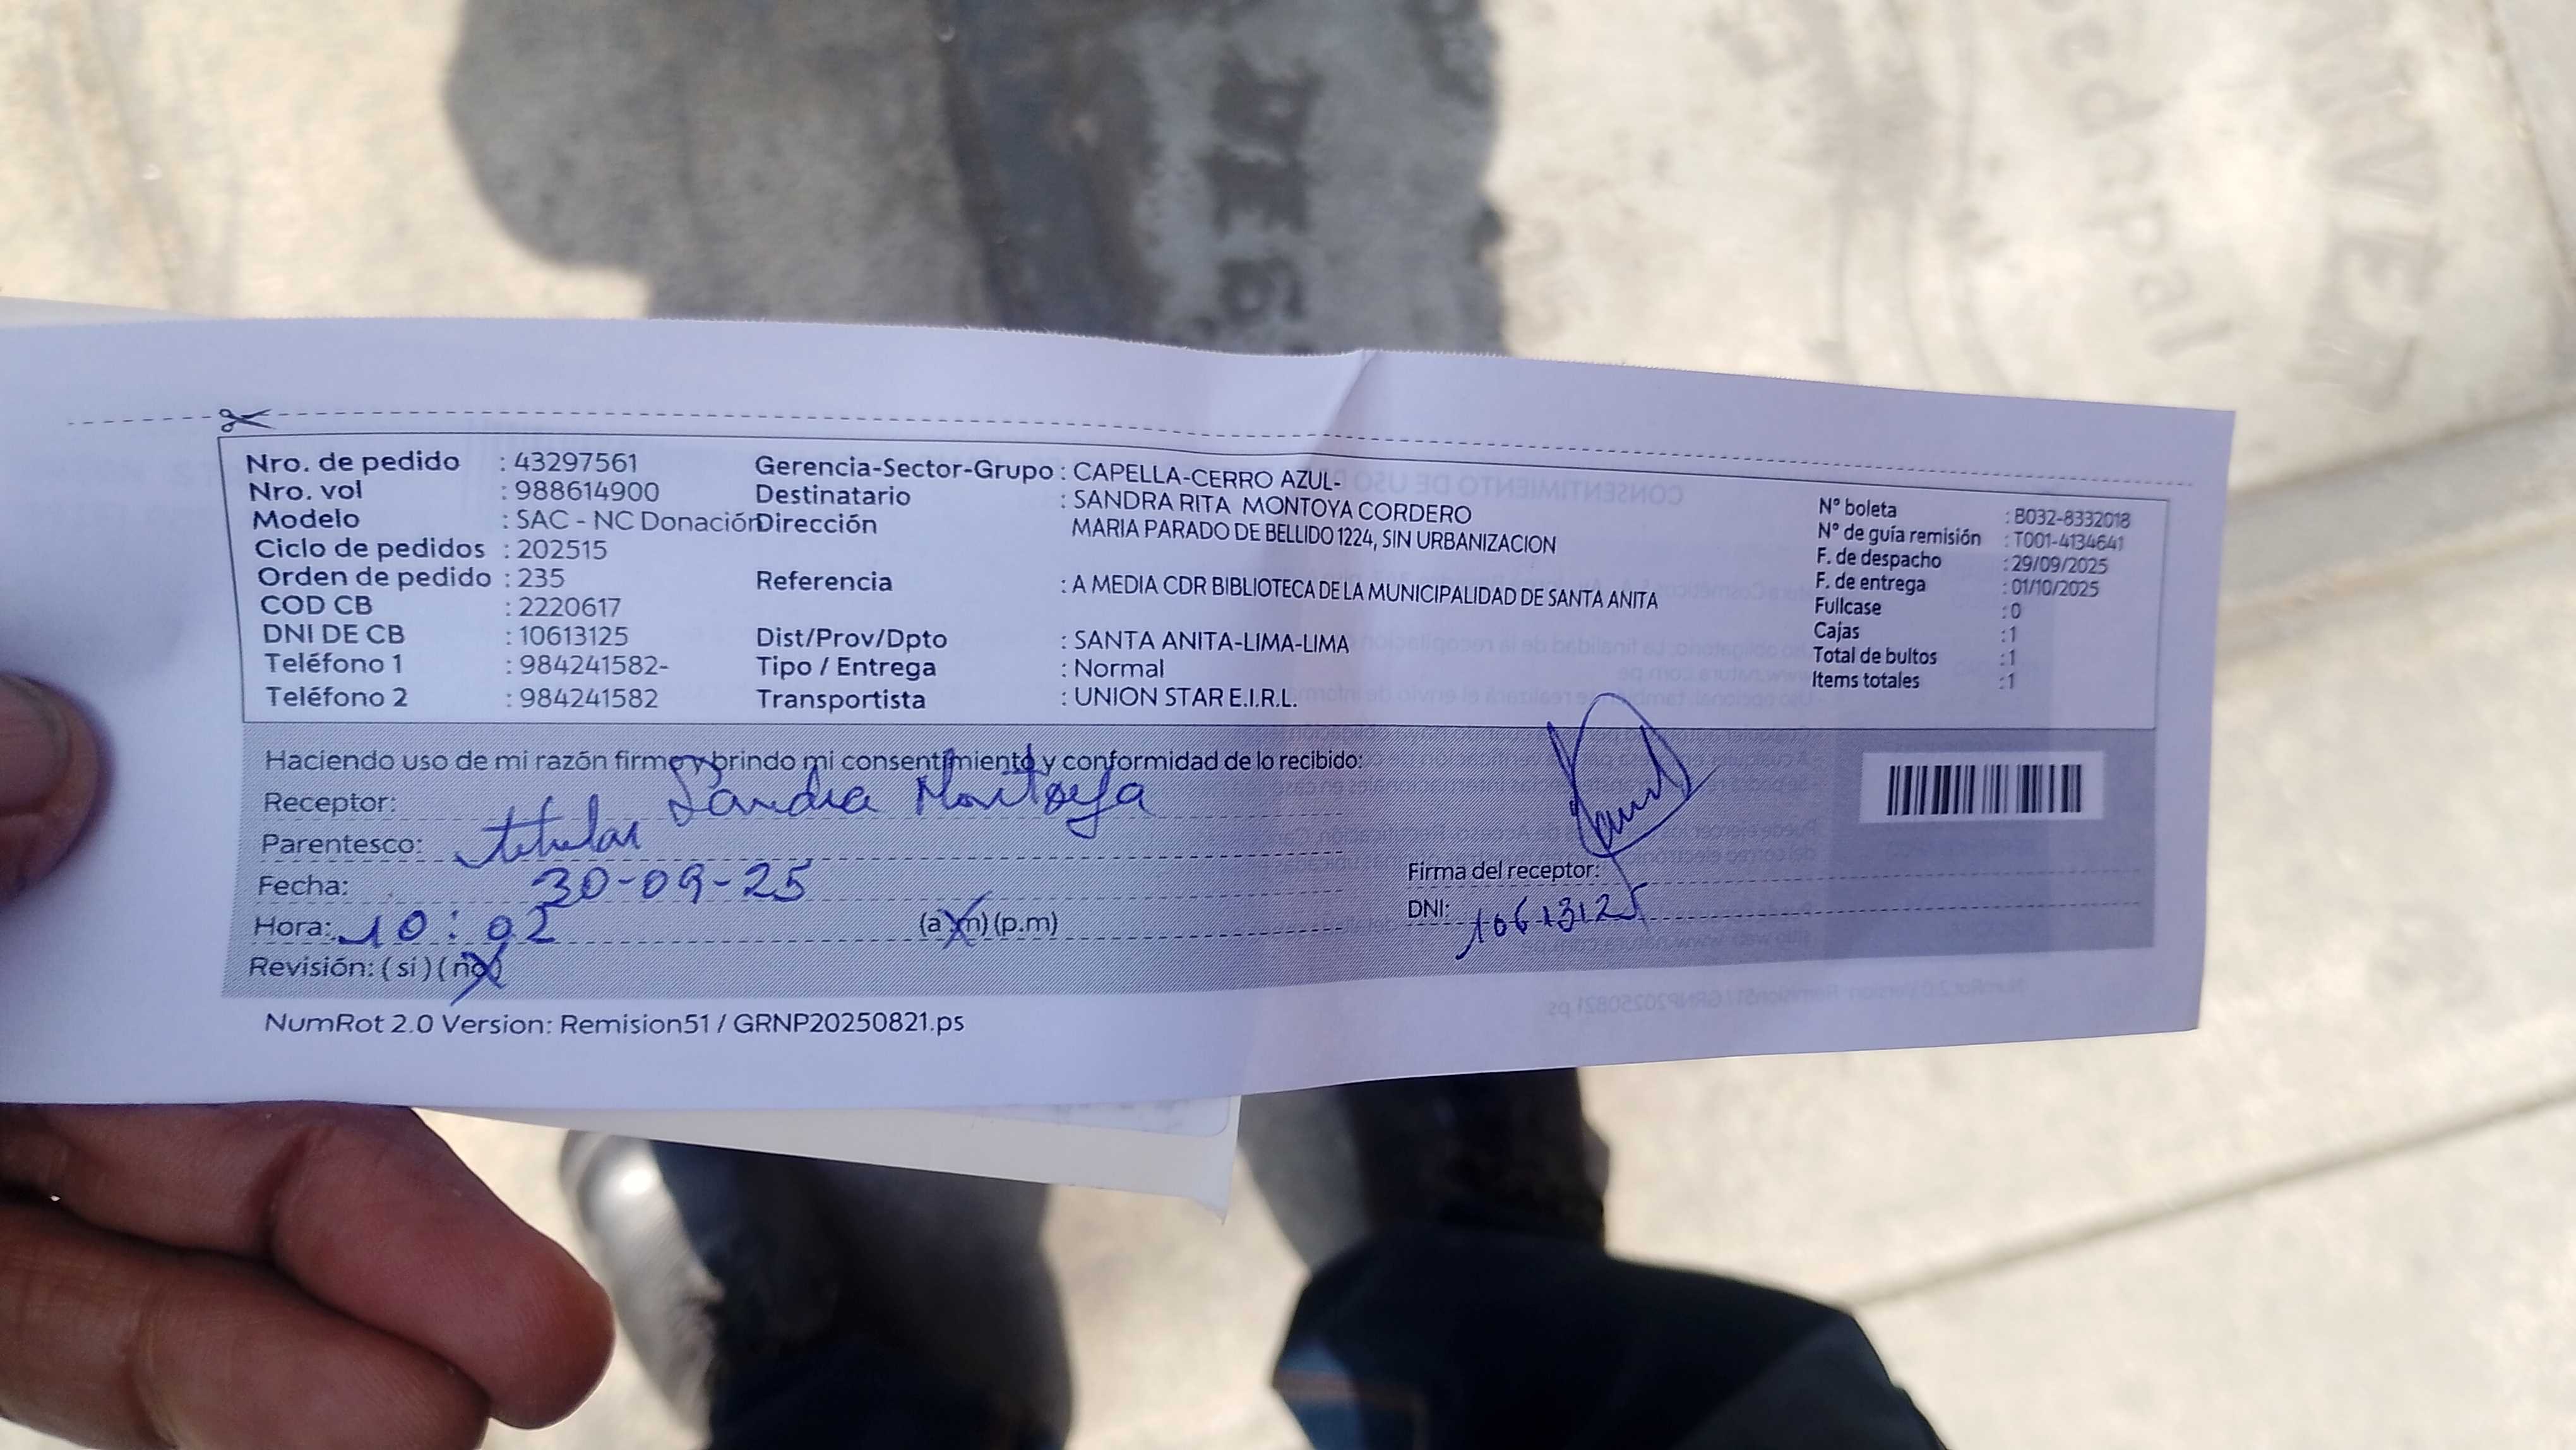 Nro. de pedido : 43297561
Nro. vol : 988614900
Modelo : SAC - NC Donación
Ciclo de pedidos : 202515
Orden de pedido : 235
COD CB : 2220617
DNI DE CB : 10613125
Teléfono 1 : 984241582-
Teléfono 2 : 984241582
Gerencia-Sector-Grupo : CAPELLA-CERRO AZUL-
Destinatario : SANDRA RITA MONTOYA CORDERO
Dirección MARIA PARADO DE BELLIDO 1224, SIN URBANIZACION
Referencia : A MEDIA CDR BIBLIOTECA DE LA MUNICIPALIDAD DE SANTA ANITA
Dist/Prov/Dpto : SANTA ANITA-LIMA-LIMA
Tipo / Entrega : Normal
Transportista : UNION STAR E.I.R.L.
N° boleta : B032-8332018
N° de guía remisión : T001-4134641
F. de despacho : 29/09/2025
F. de entrega : 01/10/2025
Fullcase : 0
Cajas : 1
Total de bultos : 1
Items totales : 1
Haciendo uso de mi razón firmo y brindo mi consentimiento y conformidad de lo recibido:
Receptor: Sandra Montoya
Parentesco: titular
Fecha: 30-09-25
Hora: 10:02 (a.m) (p.m)
Revisión: (si) (no)
Firma del receptor:
DNI: 10613125
NumRot 2.0 Version: Remision51 / GRNP20250821.ps